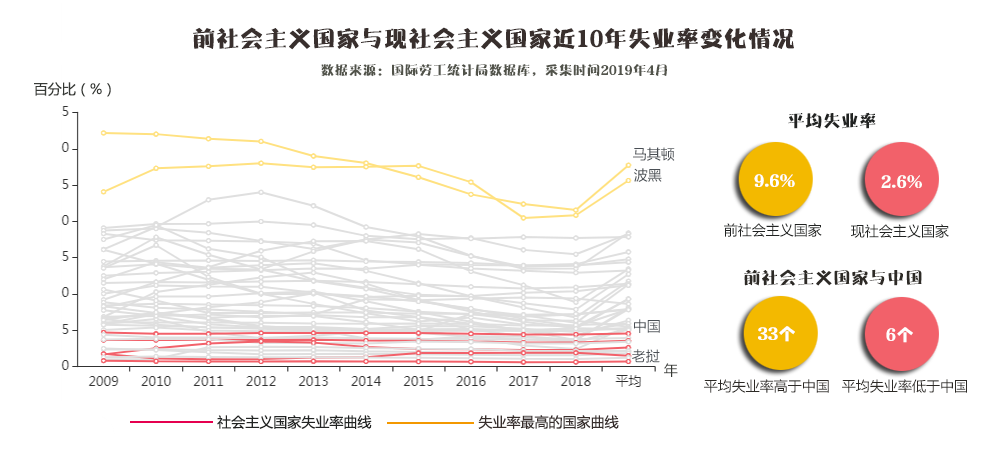 前社会主义国家与现社会主义国家近10年失业率变化情况
数据来源：国际劳工统计局数据库，采集时间2019年4月
百分比（%）
5
0
5
0
5
0
5
0
马其顿
波黑
中国
老挝
2009 2010 2011 2012 2013 2014 2015 2016 2017 2018 平均
年
社会主义国家失业率曲线
失业率最高的国家曲线
平均失业率
9.6%
2.6%
前社会主义国家
现社会主义国家
前社会主义国家与中国
33个
6个
平均失业率高于中国
平均失业率低于中国